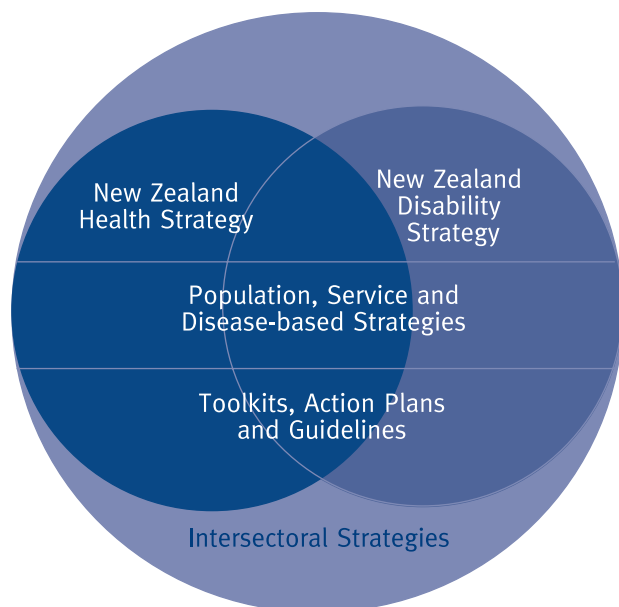 New Zealand
Health Strategy
New Zealand
Disability
Strategy
Population, Service and
Disease-based Strategies
Toolkits, Action Plans
and Guidelines
Intersectoral Strategies